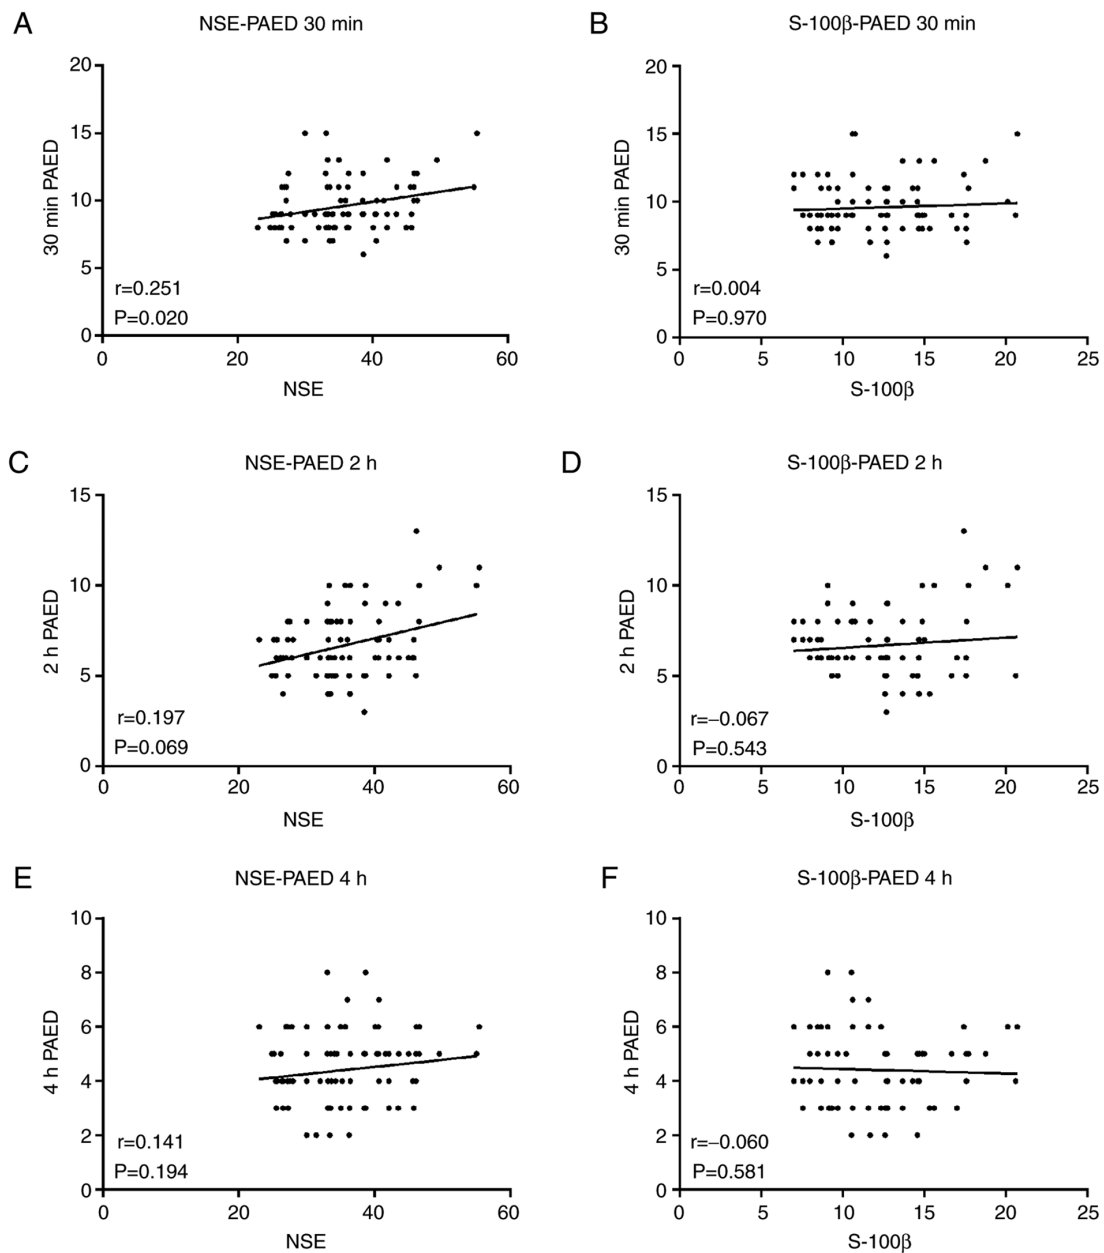 A
NSE-PAED 30 min
20
15
10
5
0
30 min PAED
r=0.251
P=0.020
0 20 40 60
NSE
B
S-100β-PAED 30 min
20
15
10
5
0
30 min PAED
r=0.004
P=0.970
0 5 10 15 20 25
S-100β
C
NSE-PAED 2 h
15
10
5
0
2 h PAED
r=0.197
P=0.069
0 20 40 60
NSE
D
S-100β-PAED 2 h
15
10
5
0
2 h PAED
r=–0.067
P=0.543
0 5 10 15 20 25
S-100β
E
NSE-PAED 4 h
10
8
6
4
2
0
4 h PAED
r=0.141
P=0.194
0 20 40 60
NSE
F
S-100β-PAED 4 h
10
8
6
4
2
0
4 h PAED
r=–0.060
P=0.581
0 5 10 15 20 25
S-100β